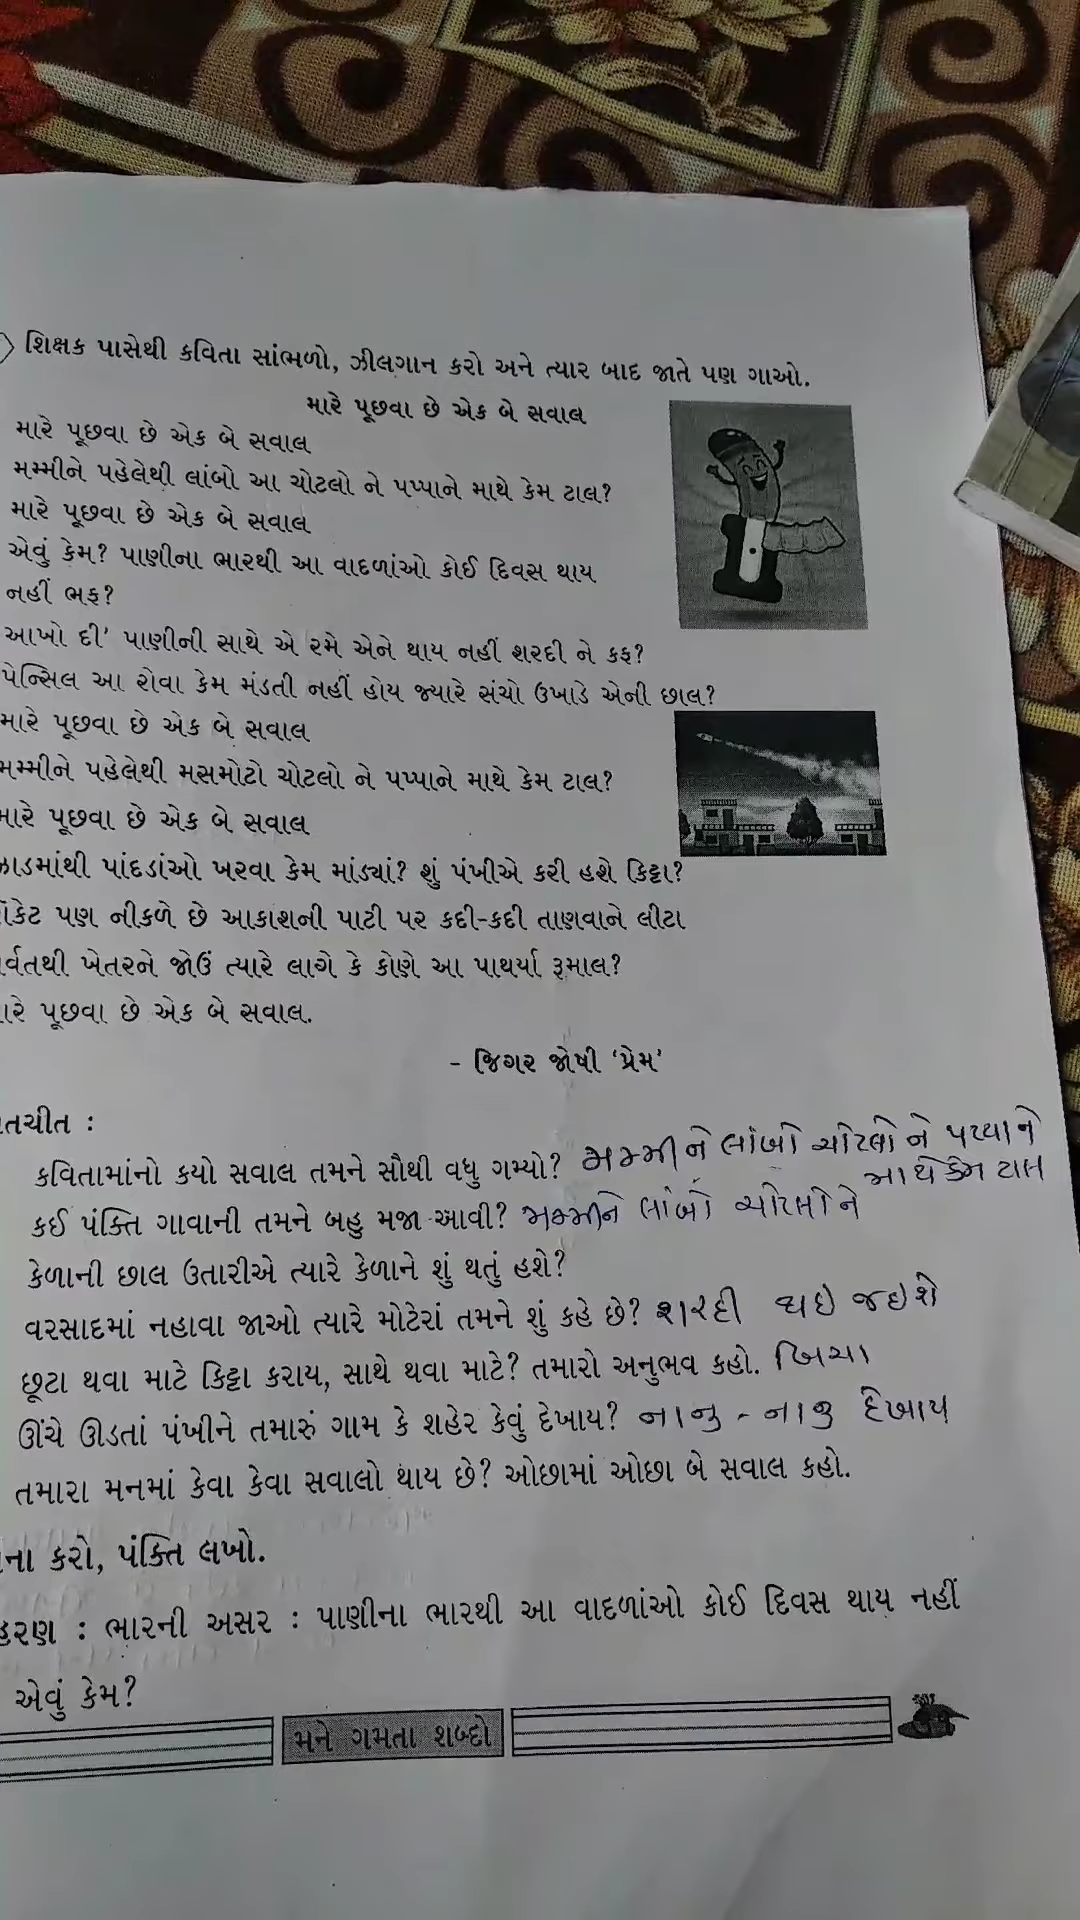 શિક્ષક પાસેથી કવિતા સાંભળો, ઝીલગાન કરો અને ત્યાર બાદ જાતે પણ ગાઓ.
મારે પૂછવા છે એક બે સવાલ
મારે પૂછવા છે એક બે સવાલ
મમ્મીને પહેલેથી લાંબો આ ચોટલો ને પપ્પાને માથે કેમ ટાલ?
મારે પૂછવા છે એક બે સવાલ
એવું કેમ? પાણીના ભારથી આ વાદળાંઓ કોઈ દિવસ થાય
નહીં ભફ?
આખો દી' પાણીની સાથે એ રમે એને થાય નહીં શરદી ને કફ?
પેન્સિલ આ રોવા કેમ મંડતી નહીં હોય જ્યારે સંચો ઉખાડે એની છાલ?
મારે પૂછવા છે એક બે સવાલ
મમ્મીને પહેલેથી મસમોટો ચોટલો ને પપ્પાને માથે કેમ ટાલ?
મારે પૂછવા છે એક બે સવાલ
ઝાડમાંથી પાંદડાંઓ ખરવા કેમ માંડ્યાં? શું પંખીએ કરી હશે કિટ્ટા?
કેટ પણ નીકળે છે આકાશની પાટી પર કદી-કદી તાણવાને લીટા
ર્વતથી ખેતરને જોઉં ત્યારે લાગે કે કોણે આ પાથર્યા રૂમાલ?
ારે પૂછવા છે એક બે સવાલ.
- જિગર જોષી 'પ્રેમ'
તચીત :
કવિતામાંનો કયો સવાલ તમને સૌથી વધુ ગમ્યો? મમ્મીને લાંબો ચોટલો ને પપ્પાને
માથે કેમ ટાલ
કઈ પંક્તિ ગાવાની તમને બહુ મજા આવી? મમ્મીને લાંબો ચોટલો ને
કેળાની છાલ ઉતારીએ ત્યારે કેળાને શું થતું હશે?
વરસાદમાં નહાવા જાઓ ત્યારે મોટેરાં તમને શું કહે છે? શરદી થઇ જઇશે
છૂટા થવા માટે કિટ્ટા કરાય, સાથે થવા માટે? તમારો અનુભવ કહો. બિચા
ઊંચે ઊડતાં પંખીને તમારું ગામ કે શહેર કેવું દેખાય? નાનુ - નાનુ દેખાય
તમારા મનમાં કેવા કેવા સવાલો થાય છે? ઓછામાં ઓછા બે સવાલ કહો.
ના કરો, પંક્તિ લખો.
હરણ : ભારની અસર : પાણીના ભારથી આ વાદળાંઓ કોઈ દિવસ થાય નહીં
એવું કેમ?
મને ગમતા શબ્દો